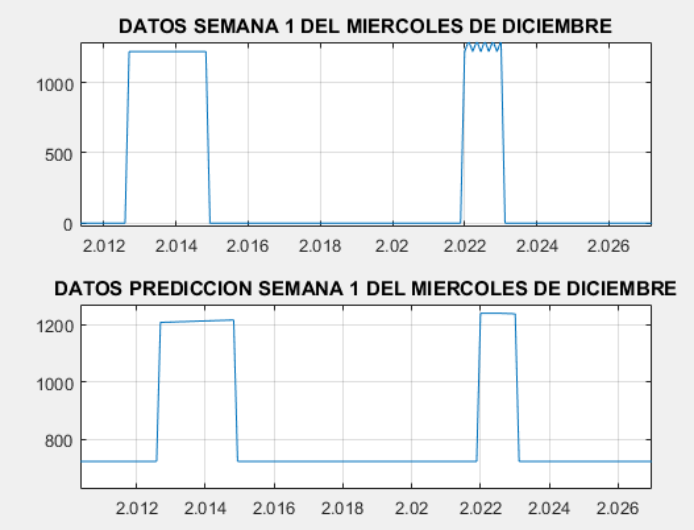 DATOS SEMANA 1 DEL MIERCOLES DE DICIEMBRE
1000
500
0
2.012 2.014 2.016 2.018 2.02 2.022 2.024 2.026
DATOS PREDICCION SEMANA 1 DEL MIERCOLES DE DICIEMBRE
1200
1000
800
2.012 2.014 2.016 2.018 2.02 2.022 2.024 2.026